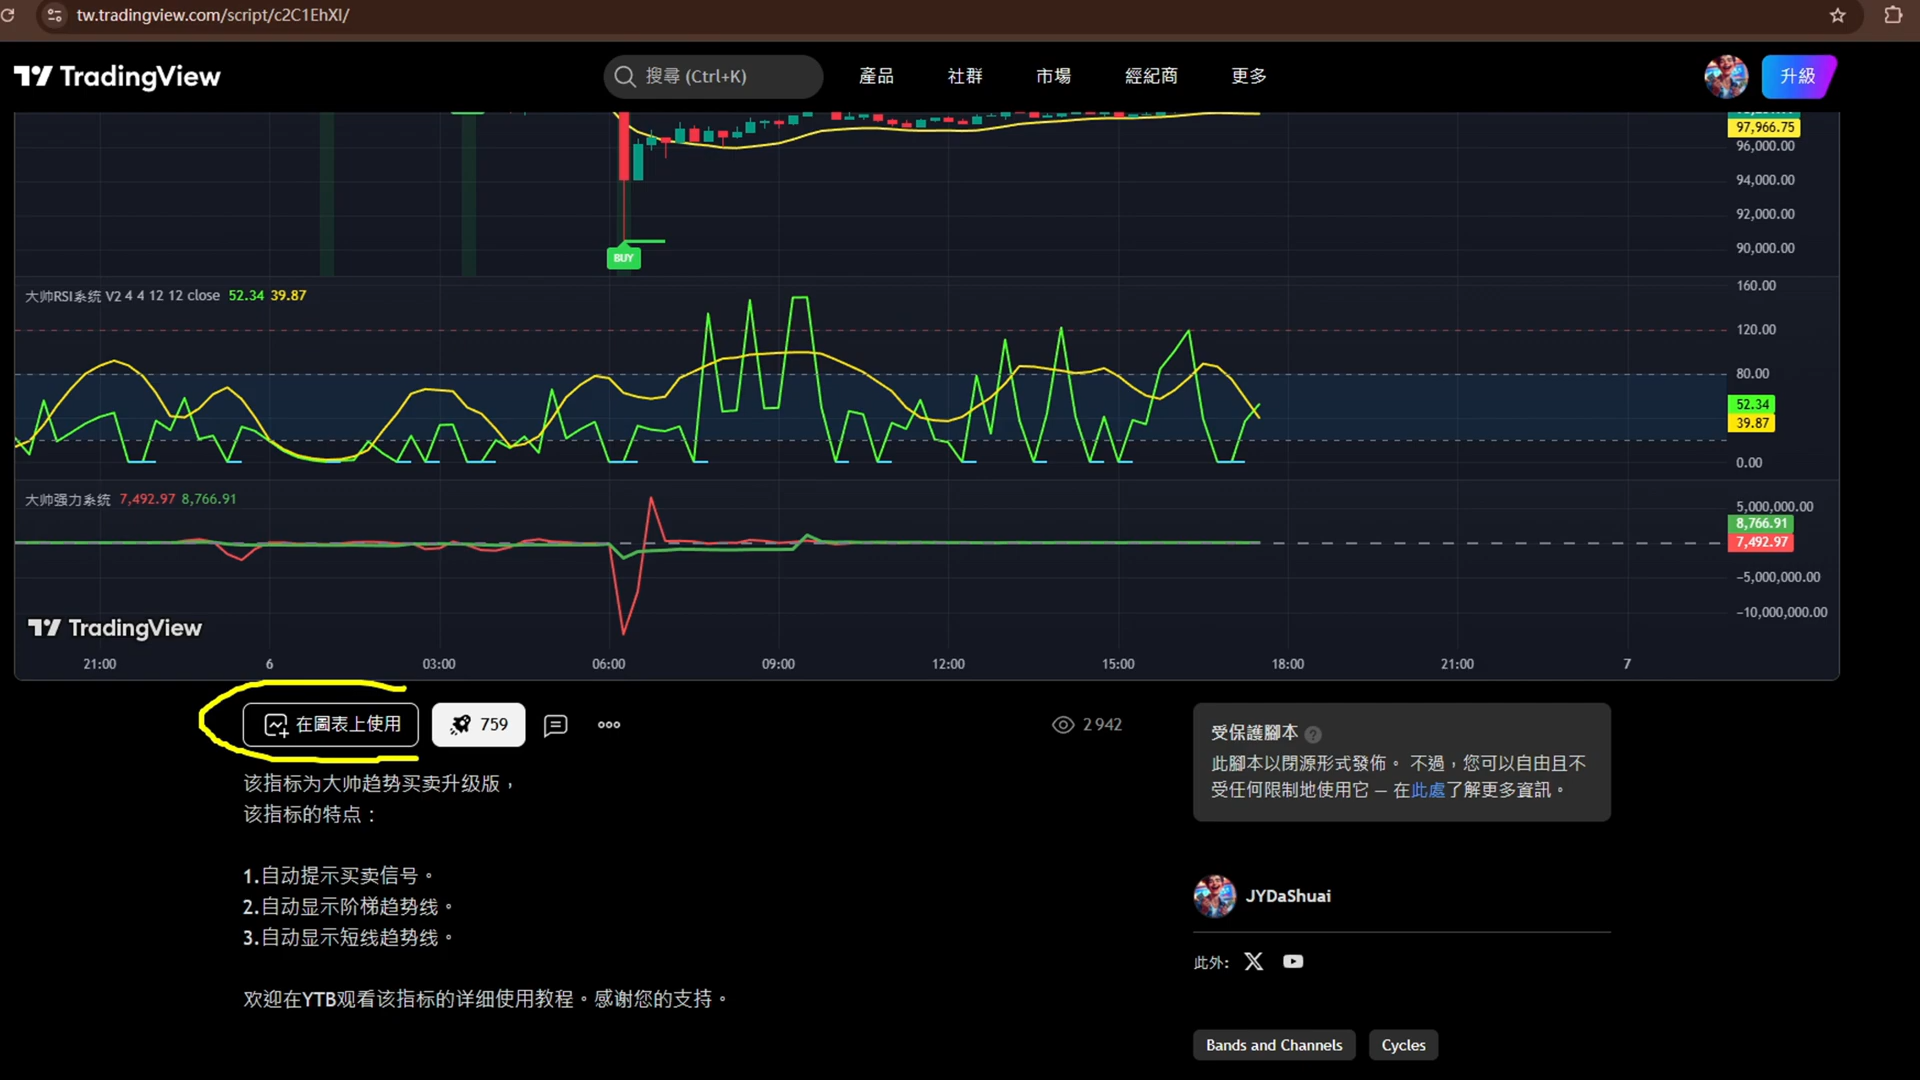 tw.tradingview.com/script/c2C1EhXl/
TradingView
搜尋 (Ctrl+K)
產品
社群
市場
經紀商
更多
升級
97,966.75
96,000.00
94,000.00
92,000.00
90,000.00
BUY
大帅RSI系统 V2 4 4 12 12 close 52.34 39.87
160.00
120.00
80.00
52.34
39.87
0.00
大帅强力系统 7,492.97 8,766.91
5,000,000.00
8,766.91
7,492.97
−5,000,000.00
−10,000,000.00
TradingView
21:00
6
03:00
06:00
09:00
12:00
15:00
18:00
21:00
7
在圖表上使用
759
2 942
该指标为大帅趋势买卖升级版，
该指标的特点：
1.自动提示买卖信号。
2.自动显示阶梯趋势线。
3.自动显示短线趋势线。
欢迎在YTB观看该指标的详细使用教程。感谢您的支持。
受保護腳本
此腳本以閉源形式發佈。 不過，您可以自由且不
受任何限制地使用它 — 在此處了解更多資訊。
JYDaShuai
此外:
Bands and Channels
Cycles